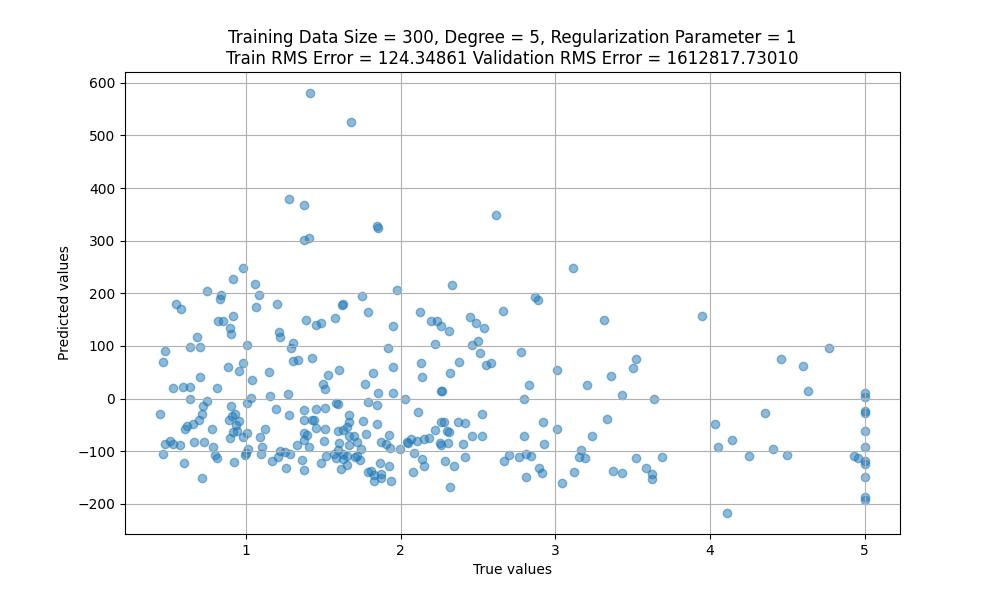 Training Data Size = 300, Degree = 5, Regularization Parameter = 1
Train RMS Error = 124.34861 Validation RMS Error = 1612817.73010
600
500
400
300
200
100
0
−100
−200
Predicted values
1 2 3 4 5
True values